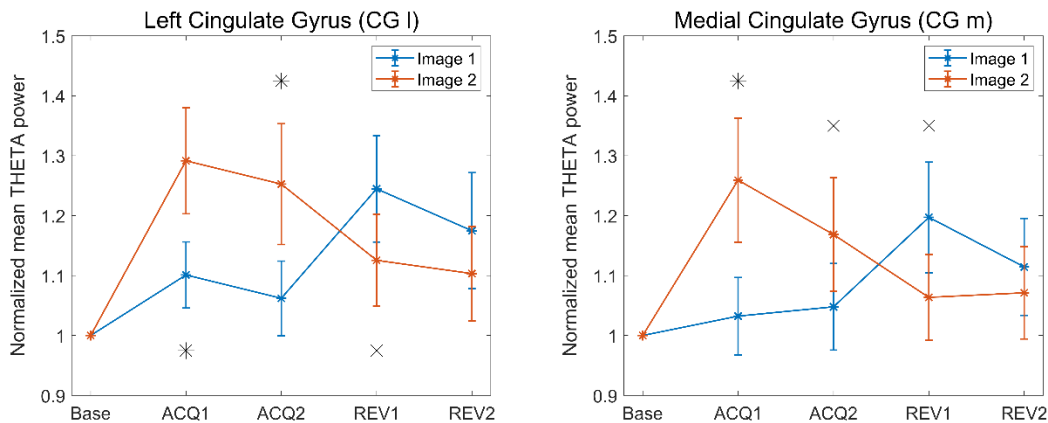 Left Cingulate Gyrus (CG l)
Normalized mean THETA power
1.5
1.4
1.3
1.2
1.1
1
0.9
Image 1
Image 2
Base ACQ1 ACQ2 REV1 REV2
Medial Cingulate Gyrus (CG m)
Normalized mean THETA power
1.5
1.4
1.3
1.2
1.1
1
0.9
Image 1
Image 2
Base ACQ1 ACQ2 REV1 REV2